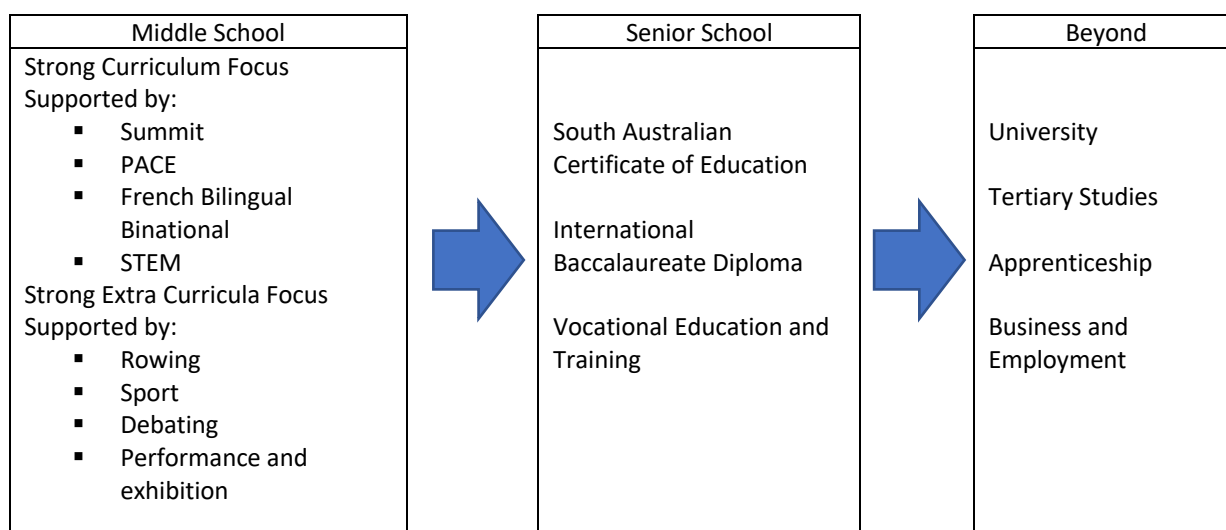 Middle School
Strong Curriculum Focus
Supported by:
▪ Summit
▪ PACE
▪ French Bilingual
Binational
▪ STEM
Strong Extra Curricula Focus
Supported by:
▪ Rowing
▪ Sport
▪ Debating
▪ Performance and
exhibition
Senior School
South Australian
Certificate of Education
International
Baccalaureate Diploma
Vocational Education and
Training
Beyond
University
Tertiary Studies
Apprenticeship
Business and
Employment